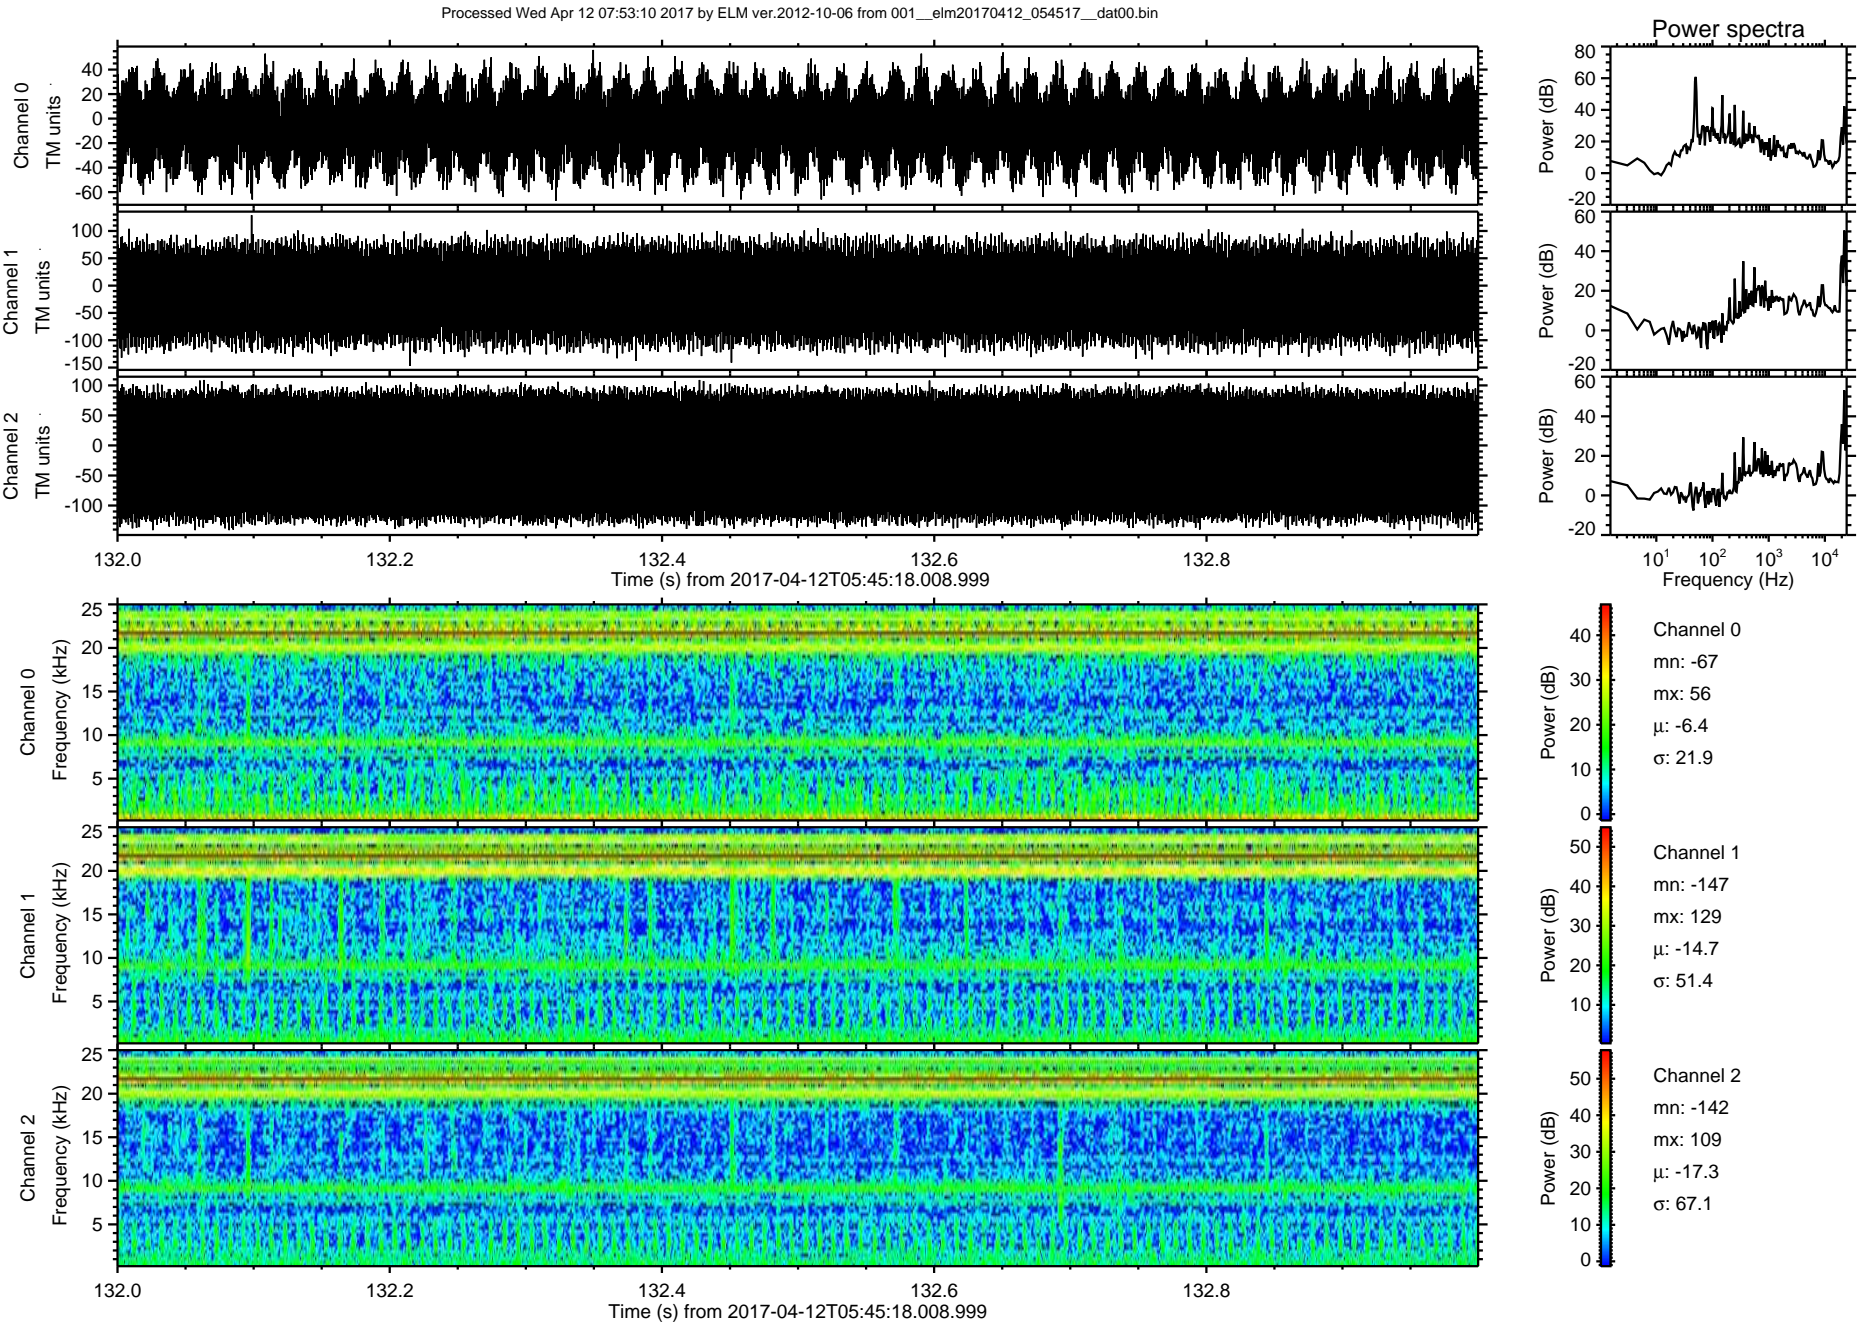 Processed Wed Apr 12 07:53:10 2017 by ELM ver.2012-10-06 from 001__elm20170412_054517__dat00.bin
Power spectra
Channel 0
TM units
40
20
0
-20
-40
-60
Power (dB)
80
60
40
20
0
-20
Channel 1
TM units
100
50
0
-50
-100
-150
Power (dB)
60
40
20
0
-20
Channel 2
TM units
100
50
0
-50
-100
Power (dB)
60
40
20
0
-20
132.0 132.2 132.4 132.6 132.8
Time (s) from 2017-04-12T05:45:18.008.999
10^1 10^2 10^3 10^4
Frequency (Hz)
Channel 0
Frequency (kHz)
25
20
15
10
5
Power (dB)
40
30
20
10
0
Channel 0
mn: -67
mx: 56
μ: -6.4
σ: 21.9
Channel 1
Frequency (kHz)
25
20
15
10
5
Power (dB)
50
40
30
20
10
Channel 1
mn: -147
mx: 129
μ: -14.7
σ: 51.4
Channel 2
Frequency (kHz)
25
20
15
10
5
Power (dB)
50
40
30
20
10
0
Channel 2
mn: -142
mx: 109
μ: -17.3
σ: 67.1
132.0 132.2 132.4 132.6 132.8
Time (s) from 2017-04-12T05:45:18.008.999